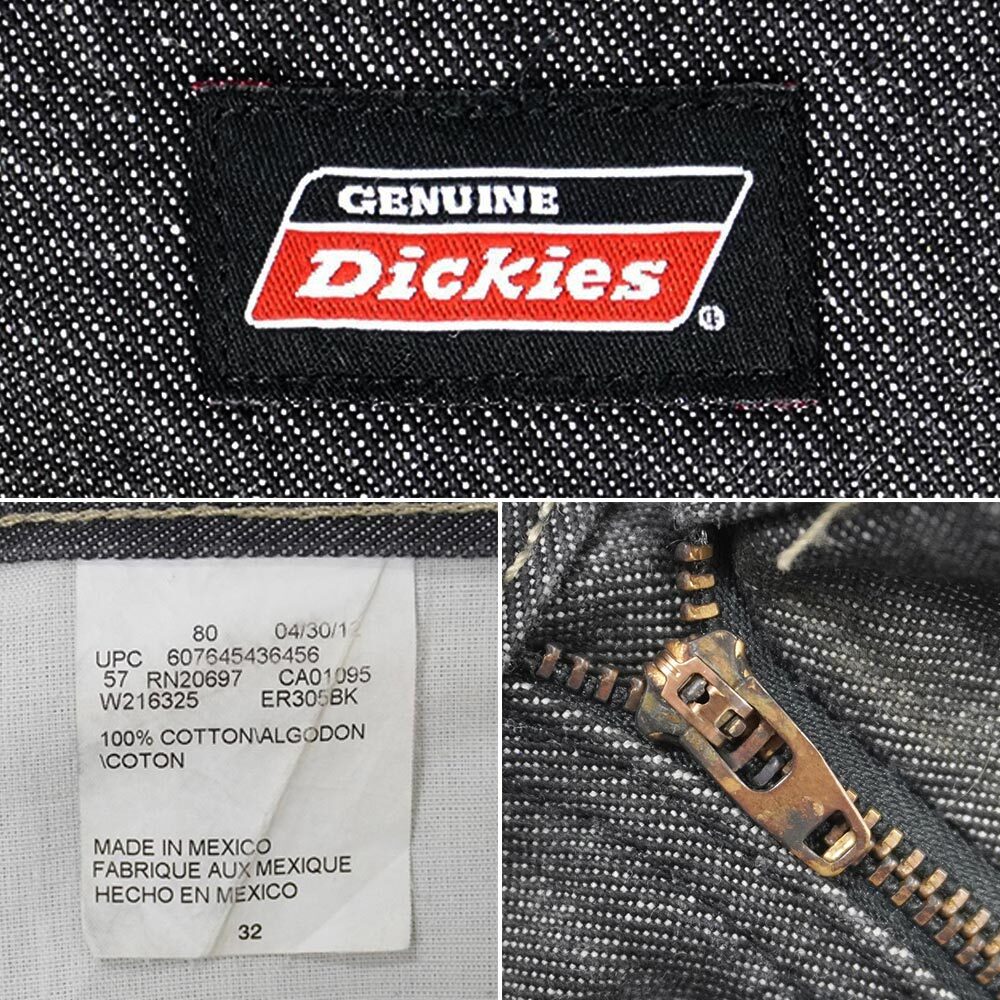 GENUINE
Dickies
®
80 04/30/12
UPC 607645436456
57 RN20697 CA01095
W216325 ER305BK
100% COTTON\ALGODON
\COTON
MADE IN MEXICO
FABRIQUE AUX MEXIQUE
HECHO EN MEXICO
32